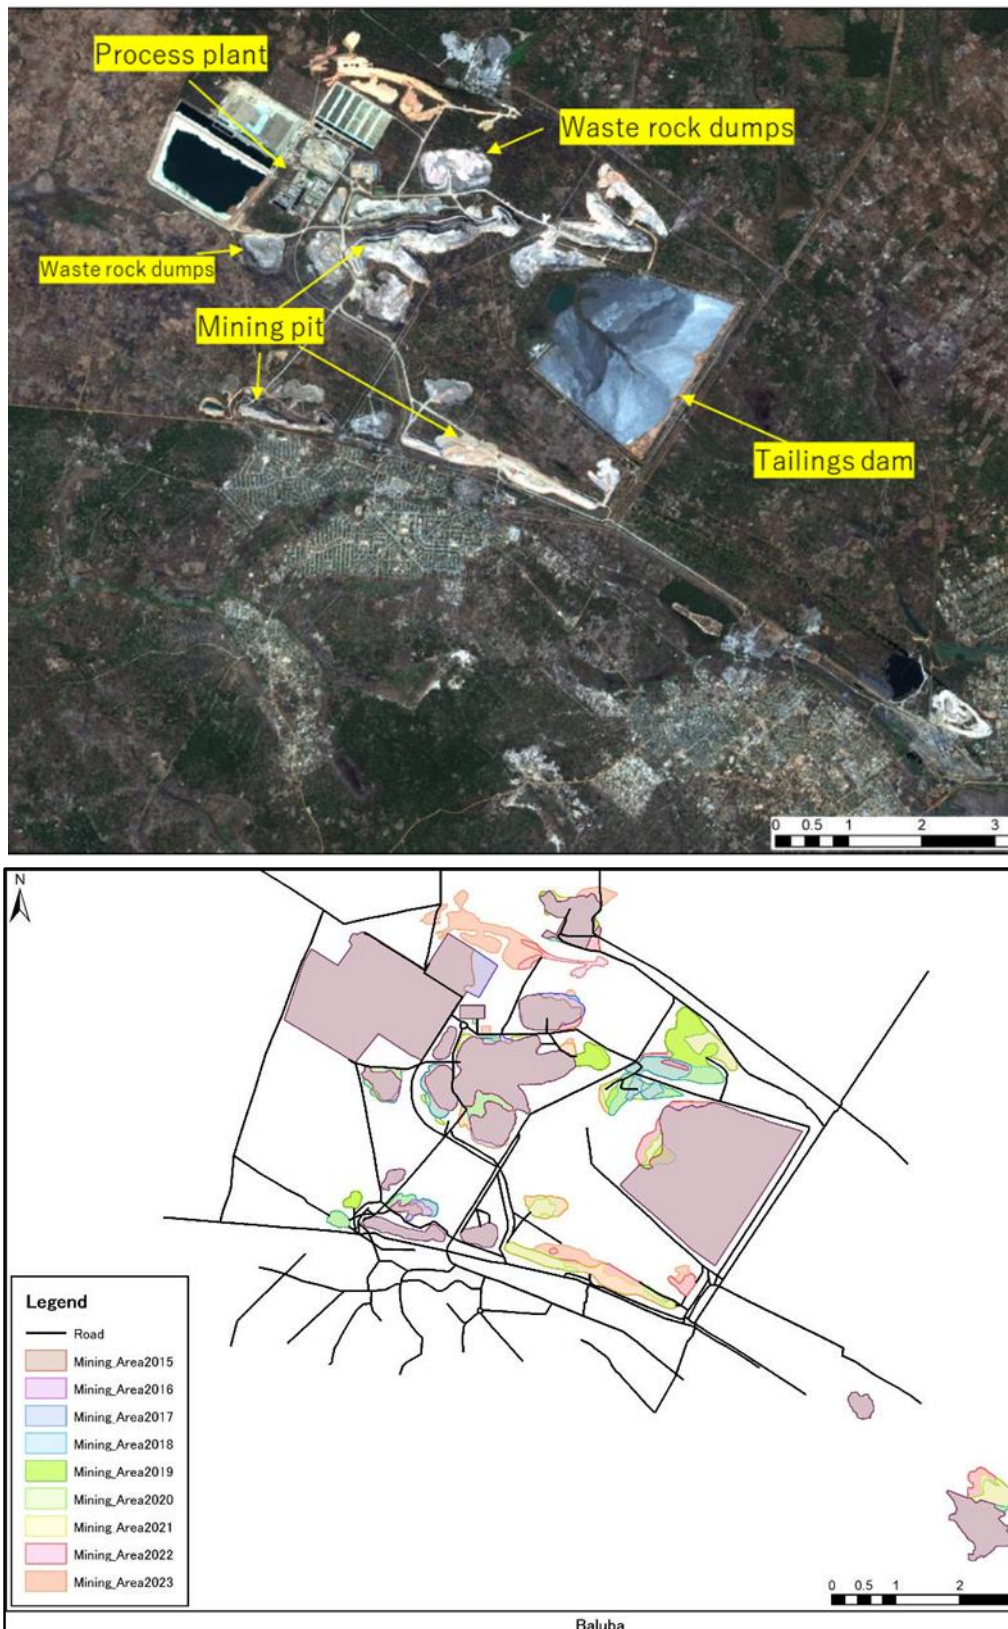 Process plant
Waste rock dumps
Waste rock dumps
Mining pit
Tailings dam
0 0.5 1 2 3
N
Legend
Road
Mining_Area2015
Mining_Area2016
Mining_Area2017
Mining_Area2018
Mining_Area2019
Mining_Area2020
Mining_Area2021
Mining_Area2022
Mining_Area2023
0 0.5 1 2
Baluba